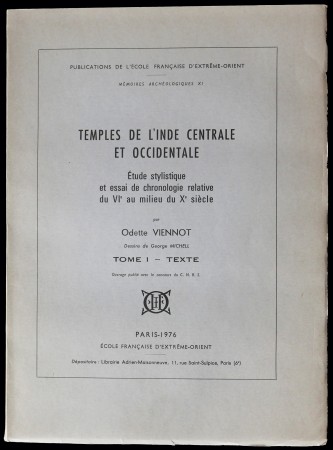 PUBLICATIONS DE L'ÉCOLE FRANÇAISE D'EXTRÊME-ORIENT
MÉMOIRES ARCHÉOLOGIQUES XI
TEMPLES DE L'INDE CENTRALE
ET OCCIDENTALE
Étude stylistique
et essai de chronologie relative
du VIe au milieu du Xe siècle
par
Odette VIENNOT
Dessins de George MICHELL
TOME I – TEXTE
Ouvrage publié avec le concours du C. N. R. S.
PARIS-1976
ÉCOLE FRANÇAISE D'EXTRÊME-ORIENT
Dépositaire : Librairie Adrien-Maisonneuve, 11, rue Saint-Sulpice, Paris (6e)